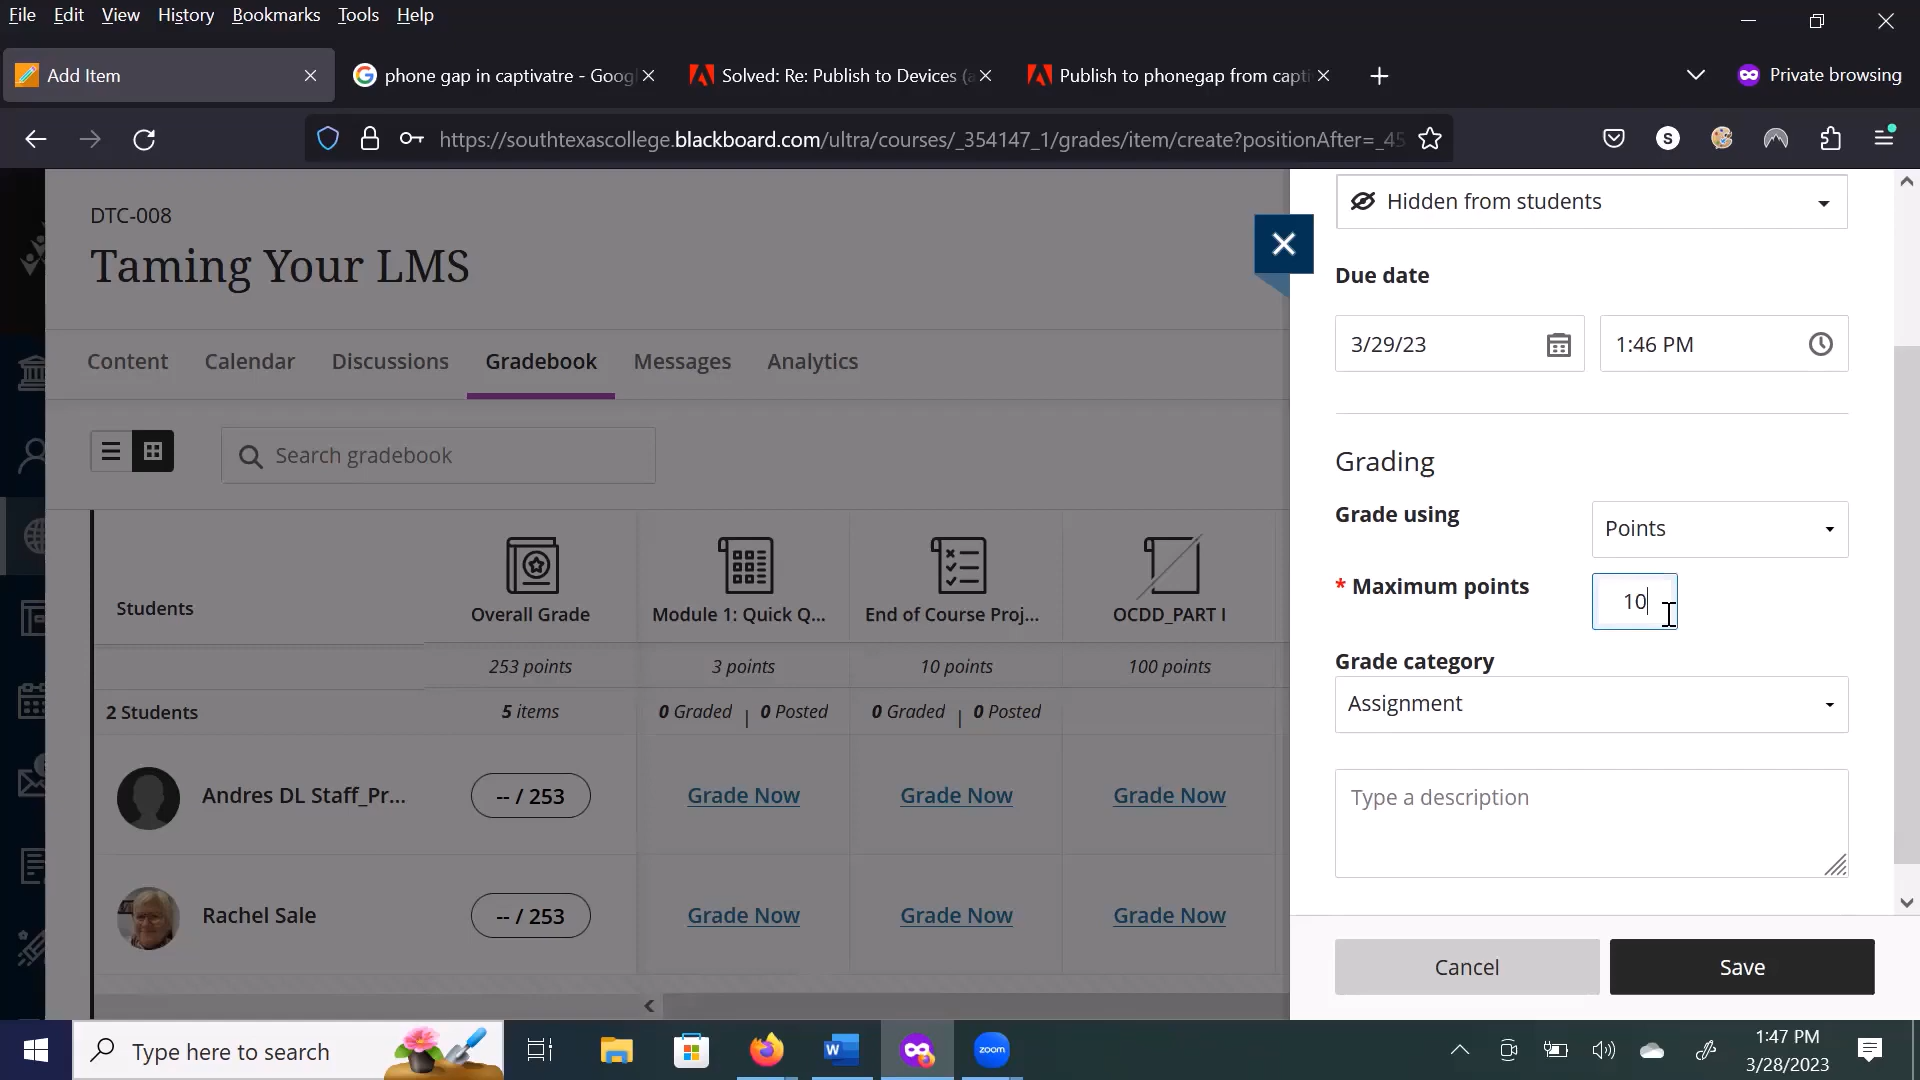 File Edit View History Bookmarks Tools Help
Add Item
phone gap in captivatre - Goog
Solved: Re: Publish to Devices (a
Publish to phonegap from capti
Private browsing
https://southtexascollege.blackboard.com/ultra/courses/_354147_1/grades/item/create?positionAfter=_45
S
DTC-008
Taming Your LMS
Content Calendar Discussions Gradebook Messages Analytics
Search gradebook
Students
Overall Grade
Module 1: Quick Q...
End of Course Proj...
OCDD_PART I
253 points
3 points
10 points
100 points
2 Students
5 items
0 Graded | 0 Posted
0 Graded | 0 Posted
Andres DL Staff_Pr...
-- / 253
Grade Now
Grade Now
Grade Now
Rachel Sale
-- / 253
Grade Now
Grade Now
Grade Now
Hidden from students
Due date
3/29/23
1:46 PM
Grading
Grade using
Points
* Maximum points
10
Grade category
Assignment
Type a description
Cancel
Save
Type here to search
W
zoom
1:47 PM
3/28/2023